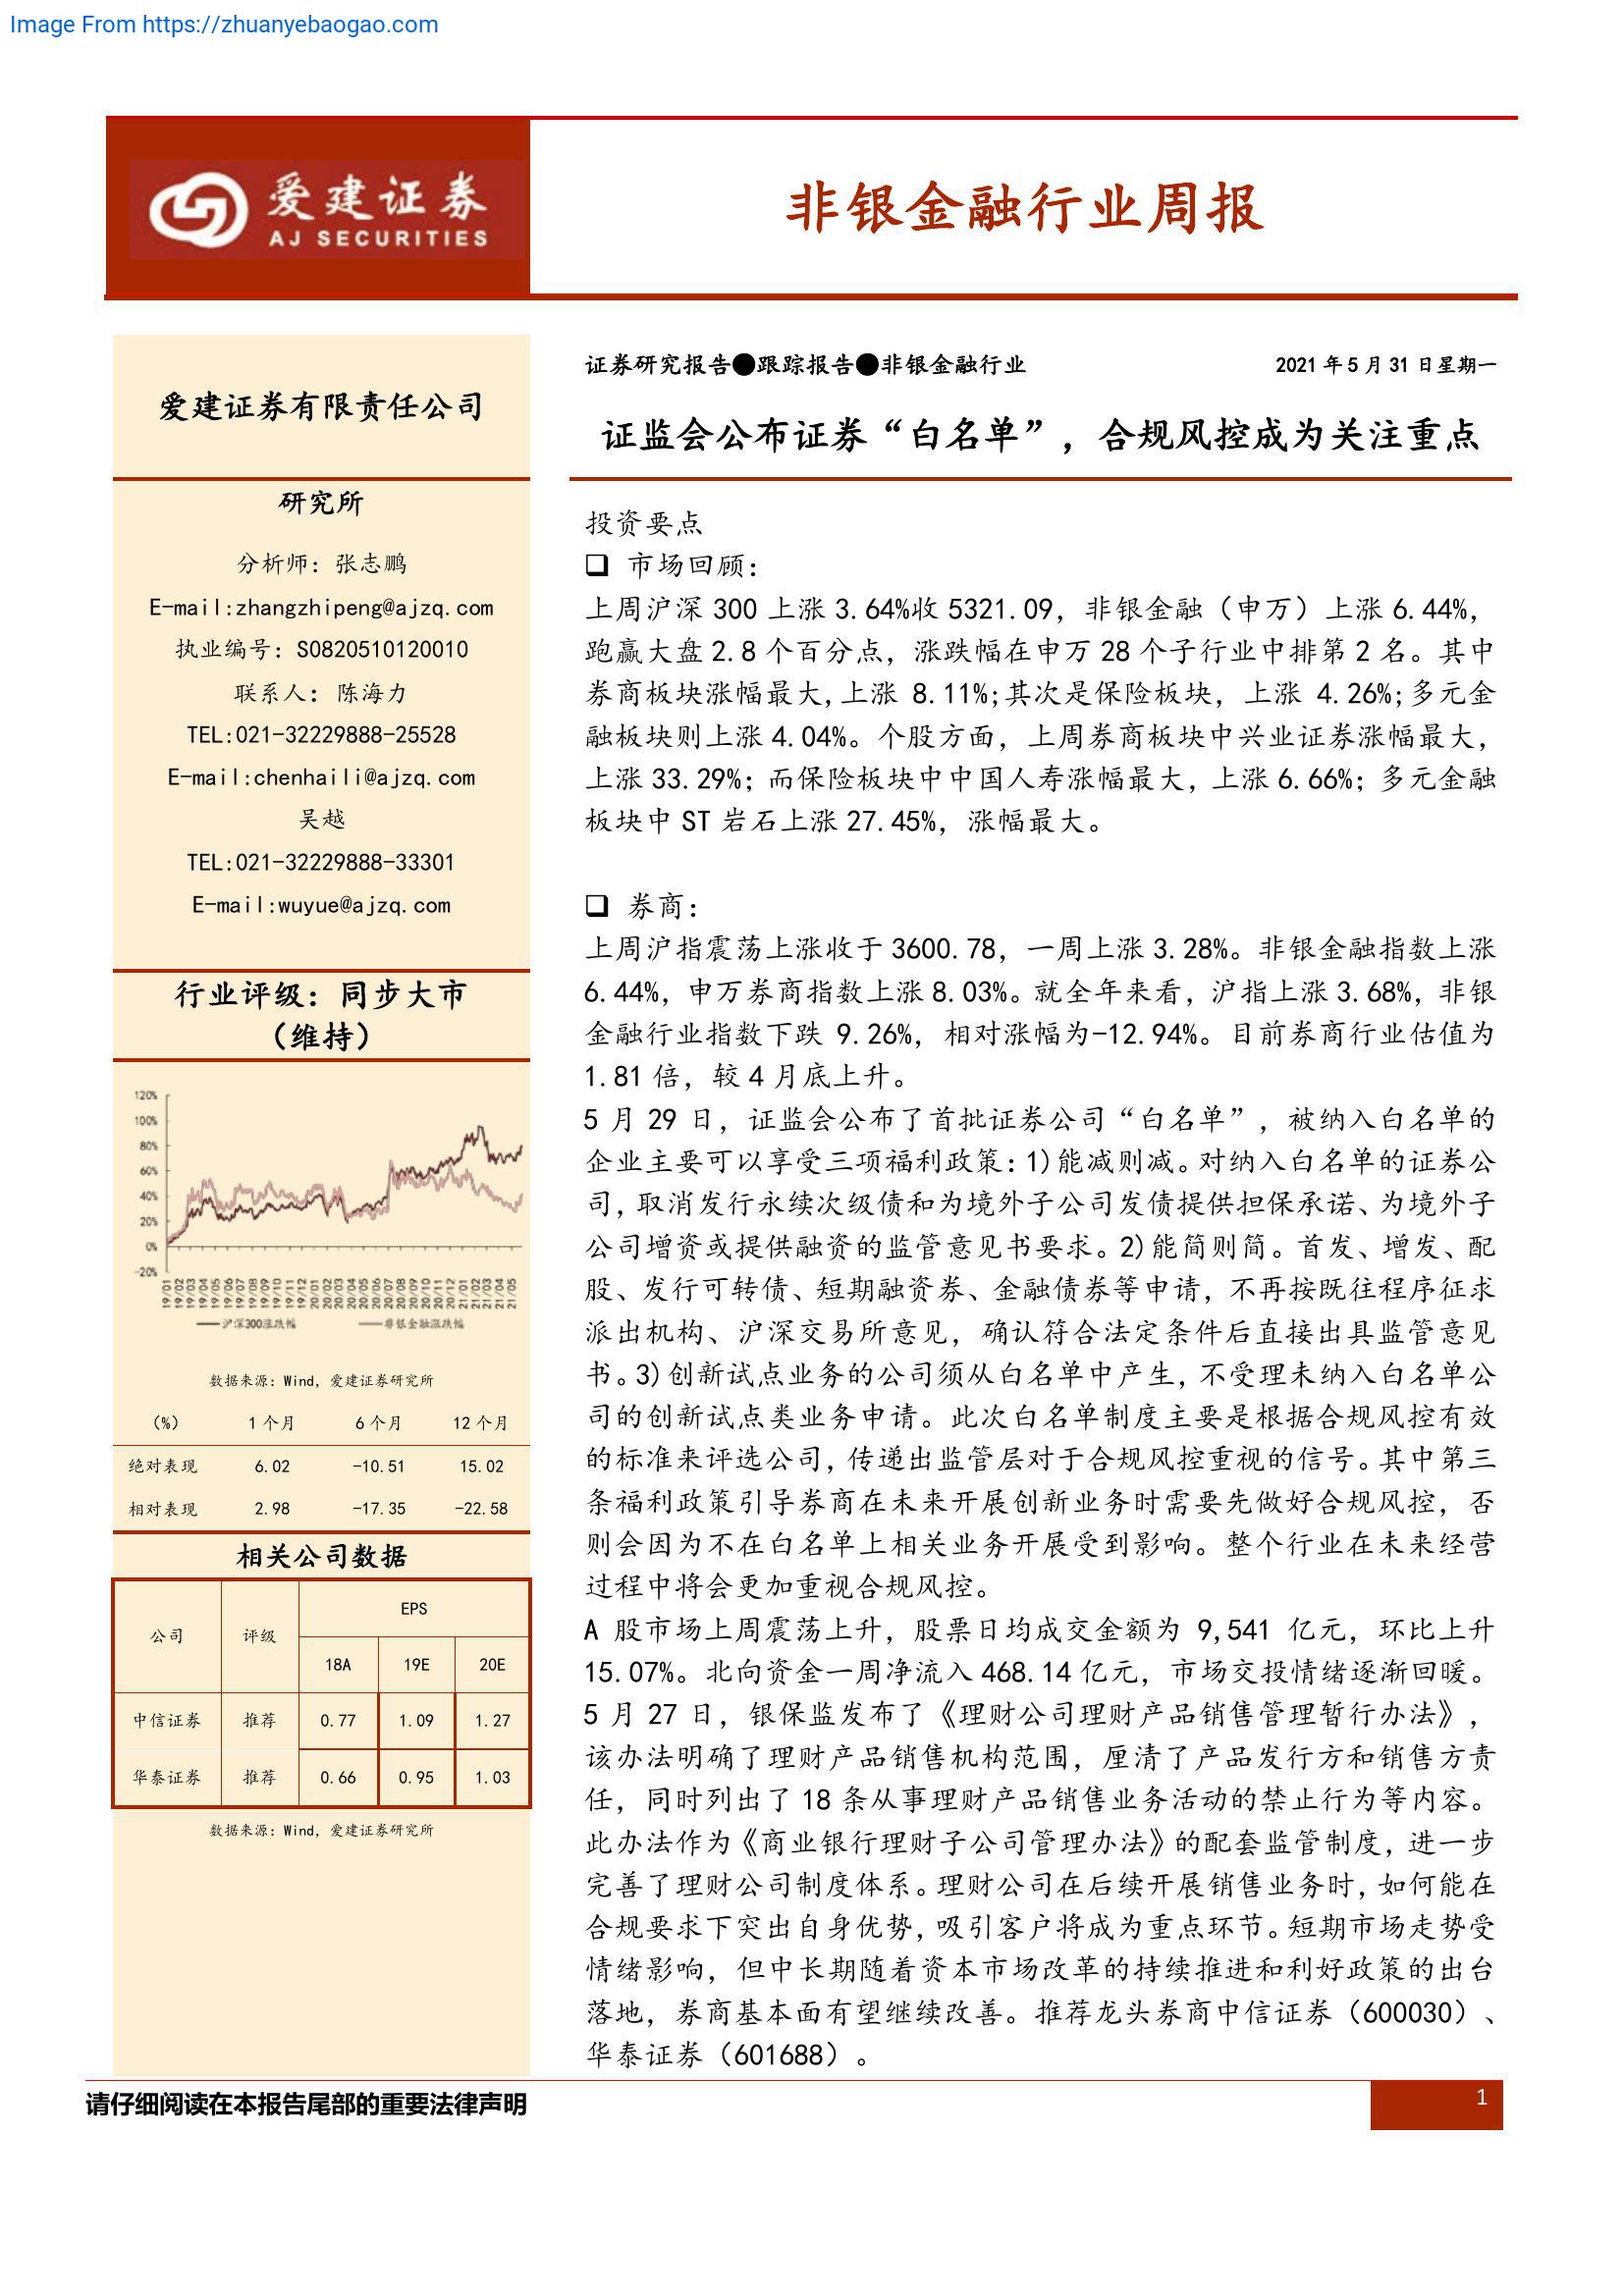 Image From https://zhuanyebaogao.com
爱建证券
AJ SECURITIES
非银金融行业周报
爱建证券有限责任公司
研究所
分析师：张志鹏
E-mail:zhangzhipeng@ajzq.com
执业编号：S0820510120010
联系人：陈海力
TEL:021-32229888-25528
E-mail:chenhaili@ajzq.com
吴越
TEL:021-32229888-33301
E-mail:wuyue@ajzq.com
行业评级：同步大市
（维持）
120%
100%
80%
60%
40%
20%
0%
-20%
19/01 19/02 19/03 19/04 19/05 19/06 19/07 19/08 19/09 19/10 19/11 19/12 20/01 20/02 20/03 20/04 20/05 20/06 20/07 20/08 20/09 20/10 20/11 20/12 21/01 21/02 21/03 21/04 21/05
沪深300涨跌幅 非银金融涨跌幅
数据来源：Wind，爱建证券研究所
（%） 1 个月 6 个月 12 个月
绝对表现 6.02 -10.51 15.02
相对表现 2.98 -17.35 -22.58
相关公司数据
公司 评级 EPS
18A 19E 20E
中信证券 推荐 0.77 1.09 1.27
华泰证券 推荐 0.66 0.95 1.03
数据来源：Wind，爱建证券研究所
证券研究报告●跟踪报告●非银金融行业 2021 年 5 月 31 日星期一
证监会公布证券“白名单”，合规风控成为关注重点
投资要点
❑ 市场回顾：
上周沪深 300 上涨 3.64%收 5321.09，非银金融（申万）上涨 6.44%，
跑赢大盘 2.8 个百分点，涨跌幅在申万 28 个子行业中排第 2 名。其中
券商板块涨幅最大，上涨 8.11%；其次是保险板块，上涨 4.26%；多元金
融板块则上涨 4.04%。个股方面，上周券商板块中兴业证券涨幅最大，
上涨 33.29%；而保险板块中中国人寿涨幅最大，上涨 6.66%；多元金融
板块中 ST 岩石上涨 27.45%，涨幅最大。
❑ 券商：
上周沪指震荡上涨收于 3600.78，一周上涨 3.28%。非银金融指数上涨
6.44%，申万券商指数上涨 8.03%。就全年来看，沪指上涨 3.68%，非银
金融行业指数下跌 9.26%，相对涨幅为-12.94%。目前券商行业估值为
1.81 倍，较 4 月底上升。
5 月 29 日，证监会公布了首批证券公司“白名单”，被纳入白名单的
企业主要可以享受三项福利政策：1)能减则减。对纳入白名单的证券公
司，取消发行永续次级债和为境外子公司发债提供担保承诺、为境外子
公司增资或提供融资的监管意见书要求。2)能简则简。首发、增发、配
股、发行可转债、短期融资券、金融债券等申请，不再按既往程序征求
派出机构、沪深交易所意见，确认符合法定条件后直接出具监管意见
书。3)创新试点业务的公司须从白名单中产生，不受理未纳入白名单公
司的创新试点类业务申请。此次白名单制度主要是根据合规风控有效
的标准来评选公司，传递出监管层对于合规风控重视的信号。其中第三
条福利政策引导券商在未来开展创新业务时需要先做好合规风控，否
则会因为不在白名单上相关业务开展受到影响。整个行业在未来经营
过程中将会更加重视合规风控。
A 股市场上周震荡上升，股票日均成交金额为 9,541 亿元，环比上升
15.07%。北向资金一周净流入 468.14 亿元，市场交投情绪逐渐回暖。
5 月 27 日，银保监发布了《理财公司理财产品销售管理暂行办法》，
该办法明确了理财产品销售机构范围，厘清了产品发行方和销售方责
任，同时列出了 18 条从事理财产品销售业务活动的禁止行为等内容。
此办法作为《商业银行理财子公司管理办法》的配套监管制度，进一步
完善了理财公司制度体系。理财公司在后续开展销售业务时，如何能在
合规要求下突出自身优势，吸引客户将成为重点环节。短期市场走势受
情绪影响，但中长期随着资本市场改革的持续推进和利好政策的出台
落地，券商基本面有望继续改善。推荐龙头券商中信证券（600030）、
华泰证券（601688）。
请仔细阅读在本报告尾部的重要法律声明
1